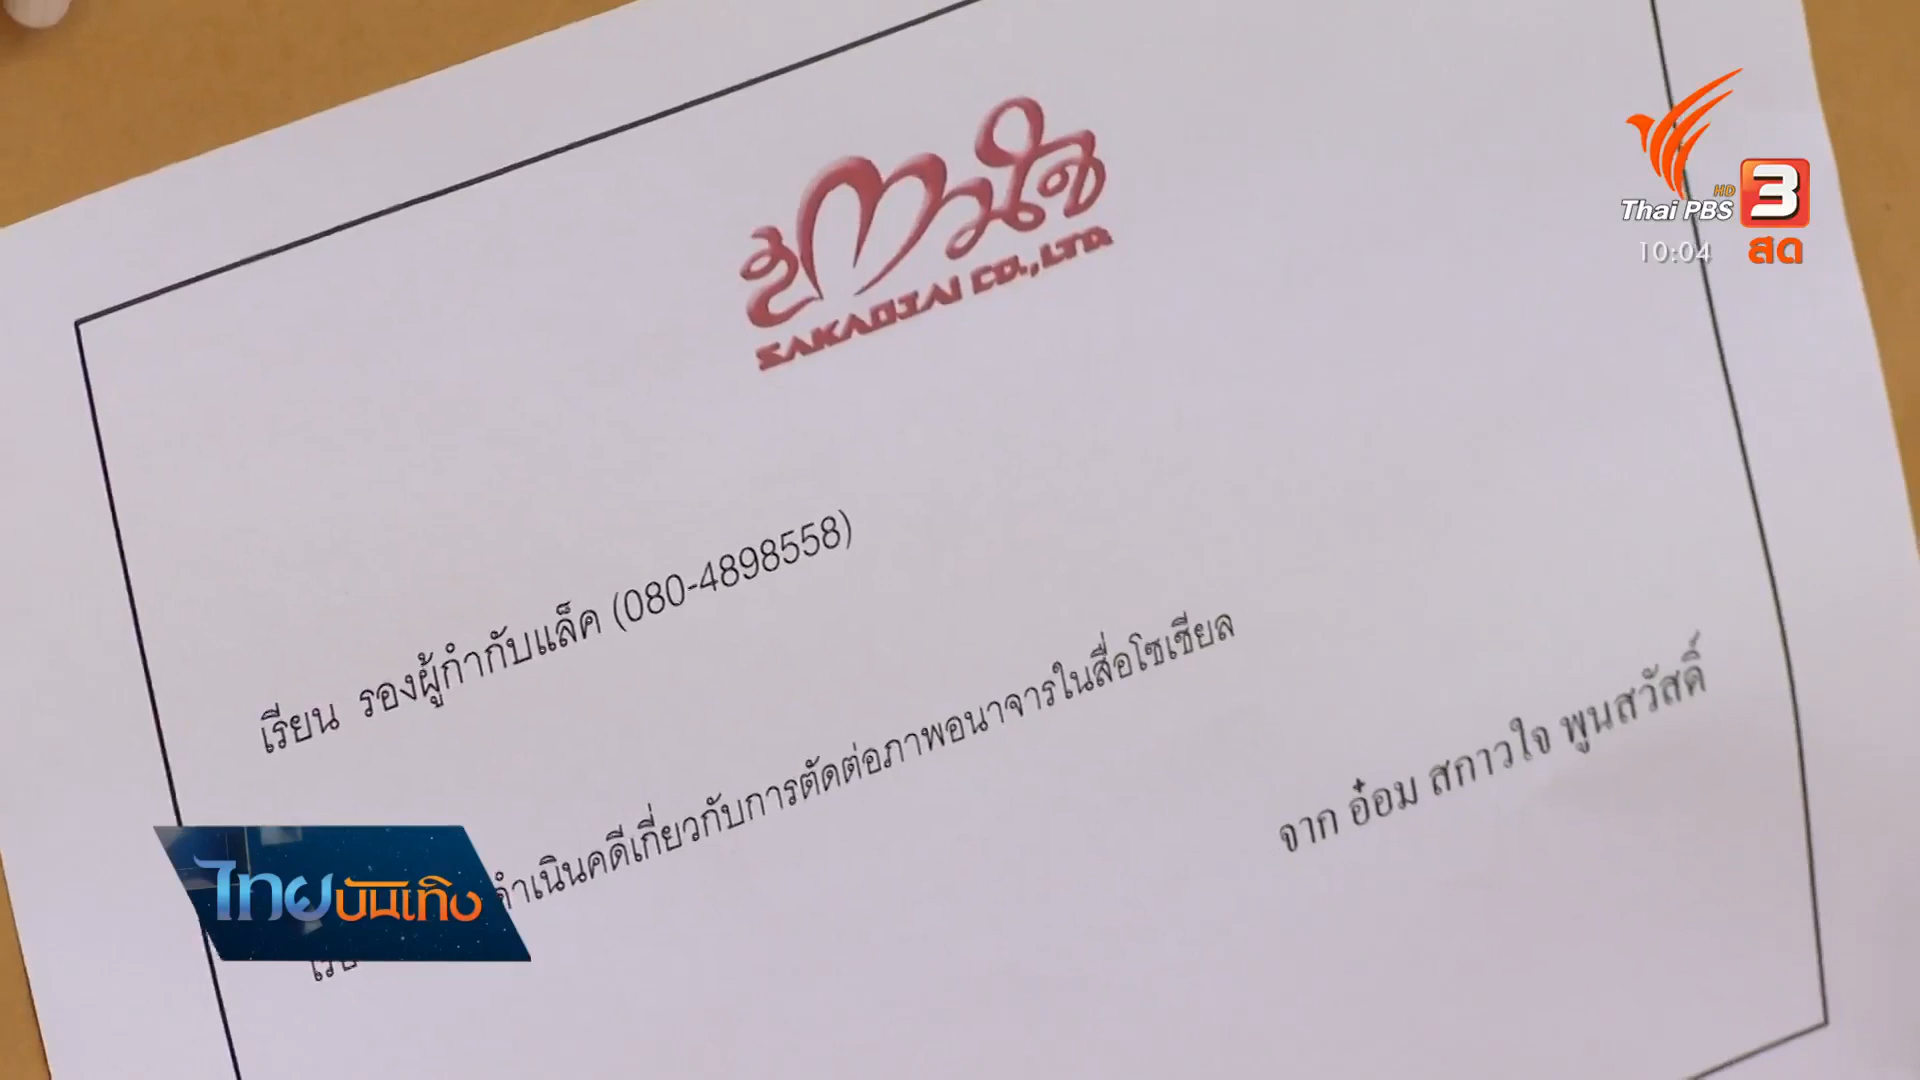 สกาวใจ
SAKAOJAI CO.,LTD.
Thai PBS HD 3
10:04 สด
เรียน รองผู้กำกับแล็ค (080-4898558)
ดำเนินคดีเกี่ยวกับการตัดต่อภาพอนาจารในสื่อโซเชียล
จาก อ๋อม สกาวใจ พูนสวัสดิ์
ไทยบันเทิง